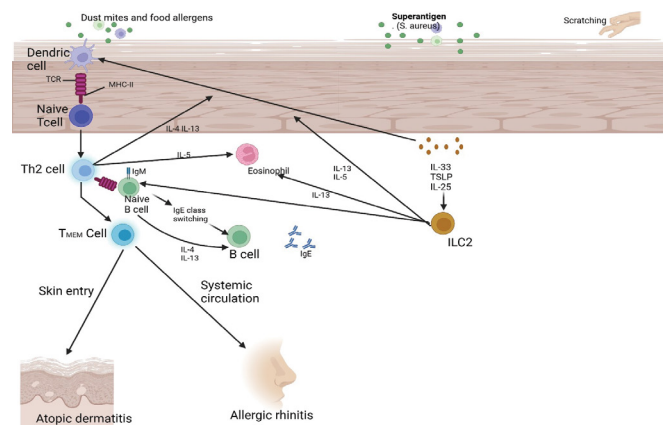 Dust mites and food allergens
Superantigen
. (S. aureus)
Scratching
Dendric
cell
TCR
MHC-II
Naive
Tcell
IL-4 IL-13
IL-33
TSLP
IL-25
Th2 cell
IL-5
Eosinophil
IL-13
IL-5
IgM
Naive
B cell
IL-13
IgE class
switching
ILC2
TMEM Cell
IL-4
IL-13
B cell
IgE
Skin entry
Systemic
circulation
Atopic dermatitis
Allergic rhinitis